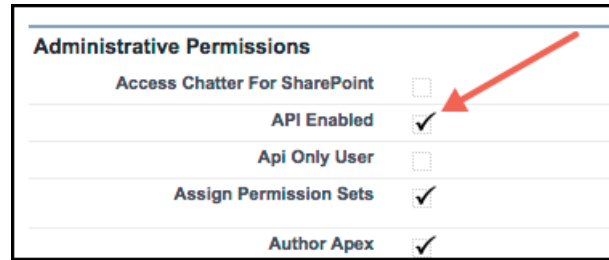 Administrative Permissions
Access Chatter For SharePoint
API Enabled
Api Only User
Assign Permission Sets
Author Apex